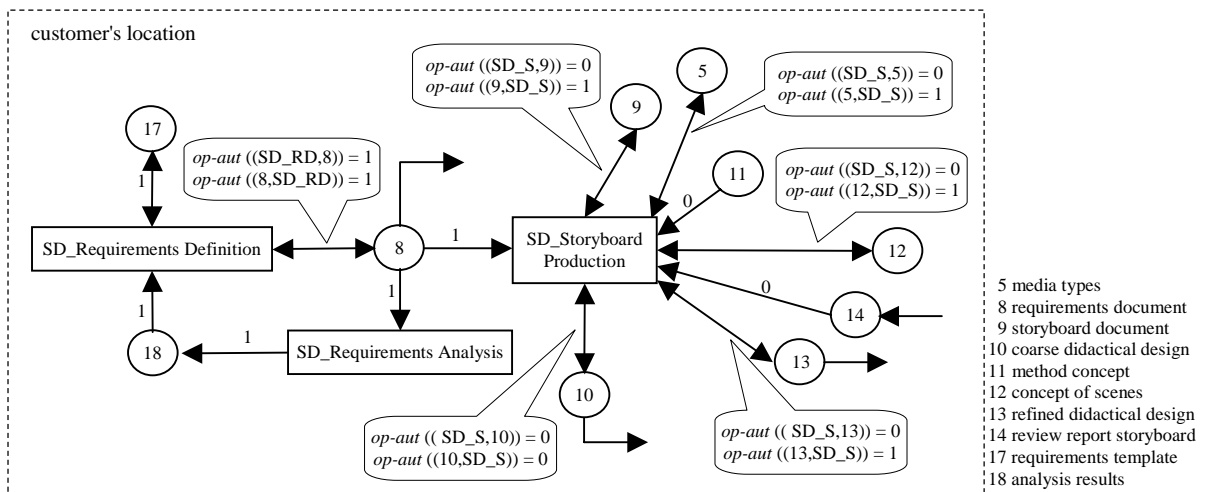 customer's location
op-aut ((SD_S,9)) = 0
op-aut ((9,SD_S)) = 1
5
op-aut ((SD_S,5)) = 0
op-aut ((5,SD_S)) = 1
9
17
op-aut ((SD_RD,8)) = 1
op-aut ((8,SD_RD)) = 1
1
11
0
op-aut ((SD_S,12)) = 0
op-aut ((12,SD_S)) = 1
SD_Requirements Definition
8
1
SD_Storyboard
Production
12
1
1
0
14
18
1
SD_Requirements Analysis
13
10
op-aut (( SD_S,10)) = 0
op-aut ((10,SD_S)) = 0
op-aut (( SD_S,13)) = 0
op-aut ((13,SD_S)) = 1
5 media types
8 requirements document
9 storyboard document
10 coarse didactical design
11 method concept
12 concept of scenes
13 refined didactical design
14 review report storyboard
17 requirements template
18 analysis results